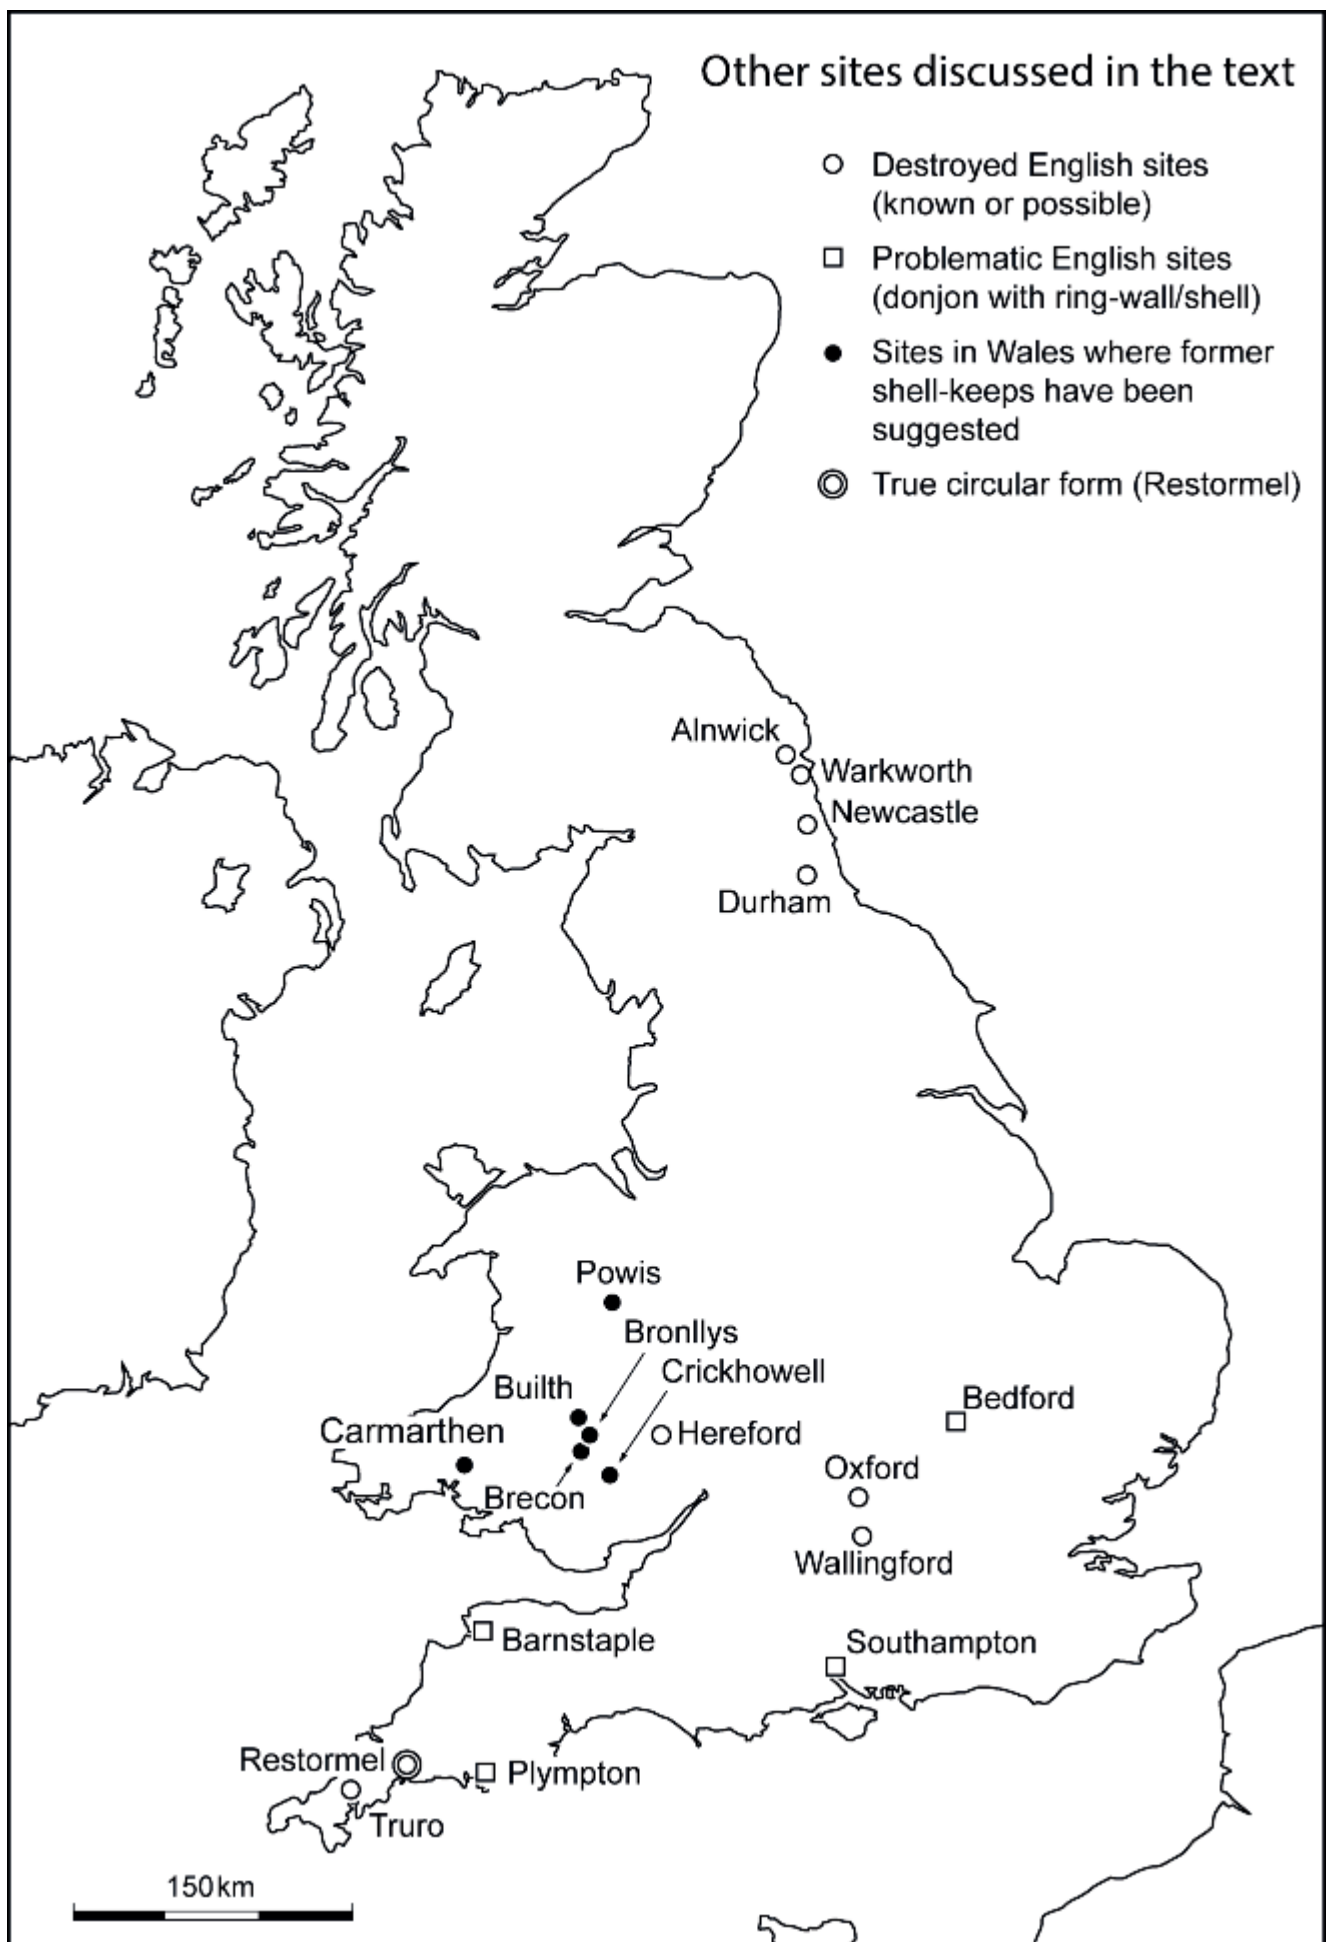 Other sites discussed in the text
Destroyed English sites
(known or possible)
Problematic English sites
(donjon with ring-wall/shell)
Sites in Wales where former
shell-keeps have been
suggested
True circular form (Restormel)
Alnwick
Warkworth
Newcastle
Durham
Powis
Bronllys
Crickhowell
Builth
Bedford
Carmarthen
Hereford
Oxford
Brecon
Wallingford
Barnstaple
Southampton
Restormel
Plympton
Truro
150km